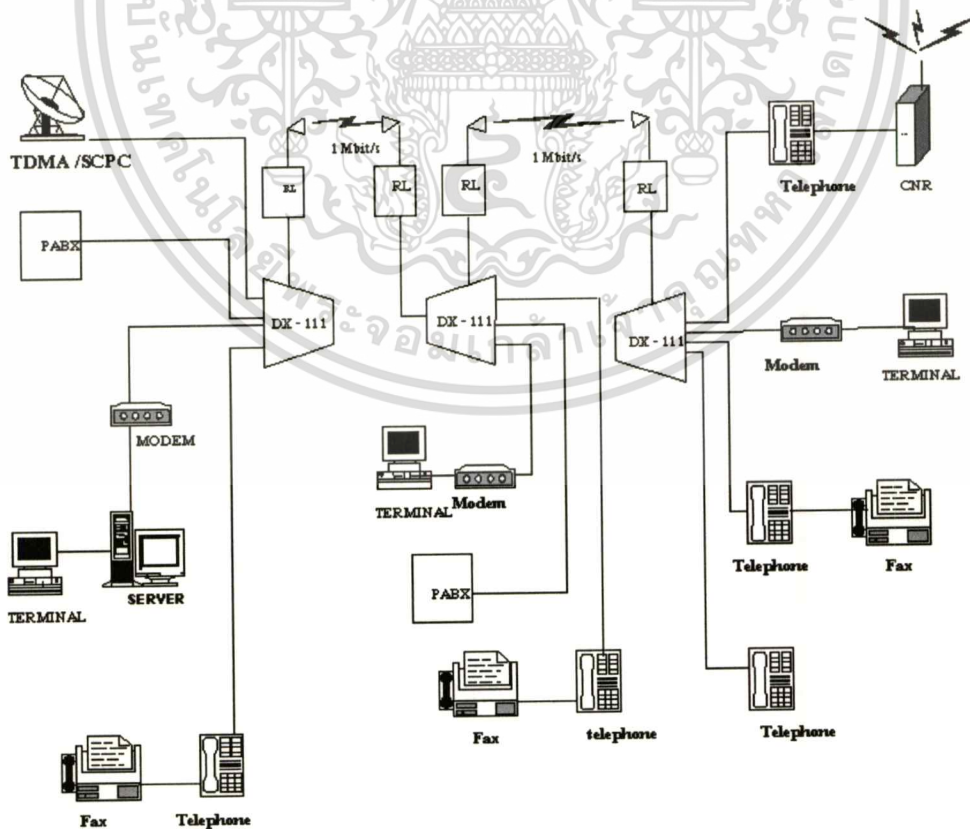 TDMA /SCPC
1 Mbit/s
1 Mbit/s
RL
RL
RL
RL
Telephone
CNR
PABX
DX - 111
DX - 111
DX - 111
Modem
TERMINAL
MODEM
TERMINAL
Modem
Telephone
Fax
PABX
SERVER
TERMINAL
Fax
telephone
Telephone
Fax
Telephone